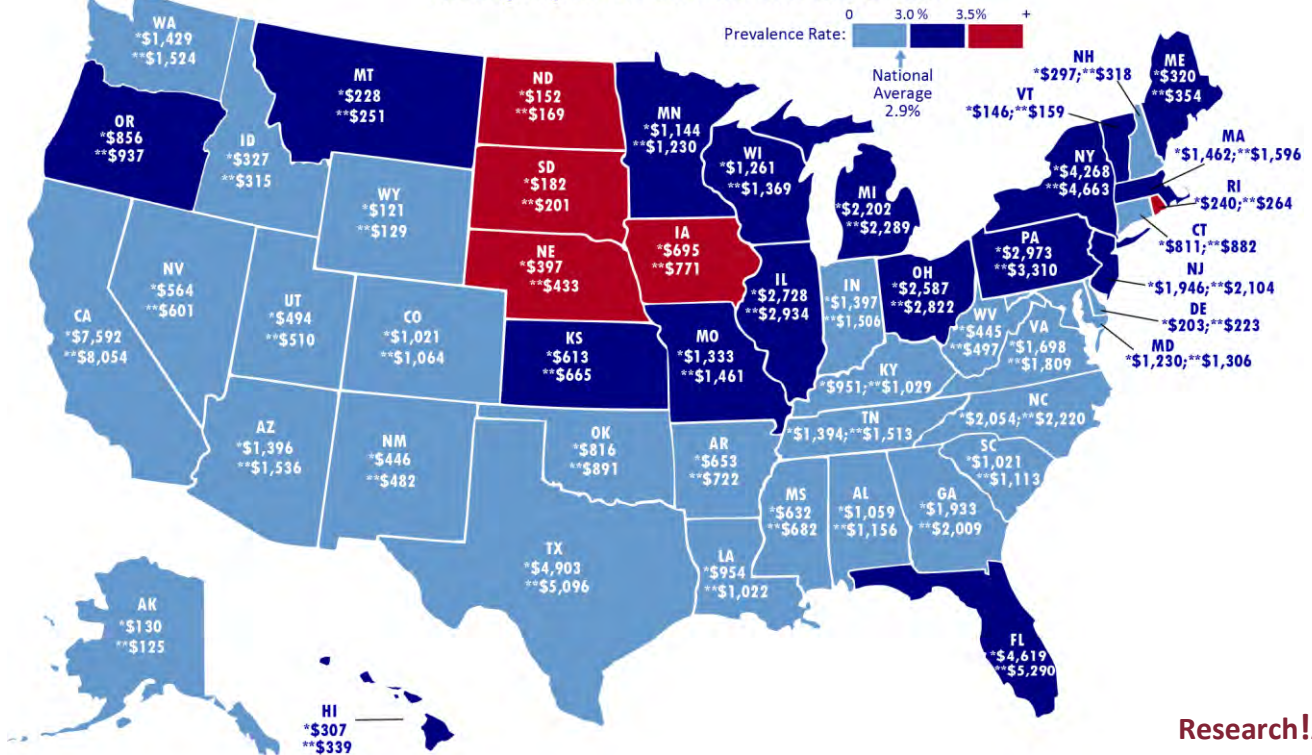 0 3.0% 3.5% +
Prevalence Rate:
National
Average
2.9%
WA
*$1,429
**$1,524
MT
*$228
**$251
ND
*$152
**$169
MN
*$1,144
**$1,230
NH
*$297; **$318
VT
*$146; **$159
ME
*$320
**$354
OR
*$856
**$937
ID
*$327
**$315
SD
*$182
**$201
WI
*$1,261
**$1,369
MI
*$2,202
**$2,289
NY
*$4,268
**$4,663
MA
*$1,462; **$1,596
RI
*$240; **$264
CT
*$811; **$882
NJ
*$1,946; **$2,104
DE
*$203; **$223
MD
*$1,230; **$1,306
WY
*$121
**$129
NE
*$397
**$433
IA
*$695
**$771
PA
*$2,973
**$3,310
NV
*$564
**$601
UT
*$494
**$510
CO
*$1,021
**$1,064
CA
*$7,592
**$8,054
KS
*$613
**$665
MO
*$1,333
**$1,461
IL
*$2,728
**$2,934
IN
*$1,397
**$1,506
OH
*$2,587
**$2,822
WV
*$445
**$497
VA
*$1,698
**$1,809
KY
*$951; **$1,029
NC
*$2,054; **$2,220
TN
*$1,394; **$1,513
SC
*$1,021
**$1,113
AZ
*$1,396
**$1,536
NM
*$446
**$482
OK
*$816
**$891
AR
*$653
**$722
MS
*$632
**$682
AL
*$1,059
**$1,156
GA
*$1,933
**$2,009
TX
*$4,903
**$5,096
LA
*$954
**$1,022
FL
*$4,619
**$5,290
AK
*$130
**$125
HI
*$307
**$339
Research!